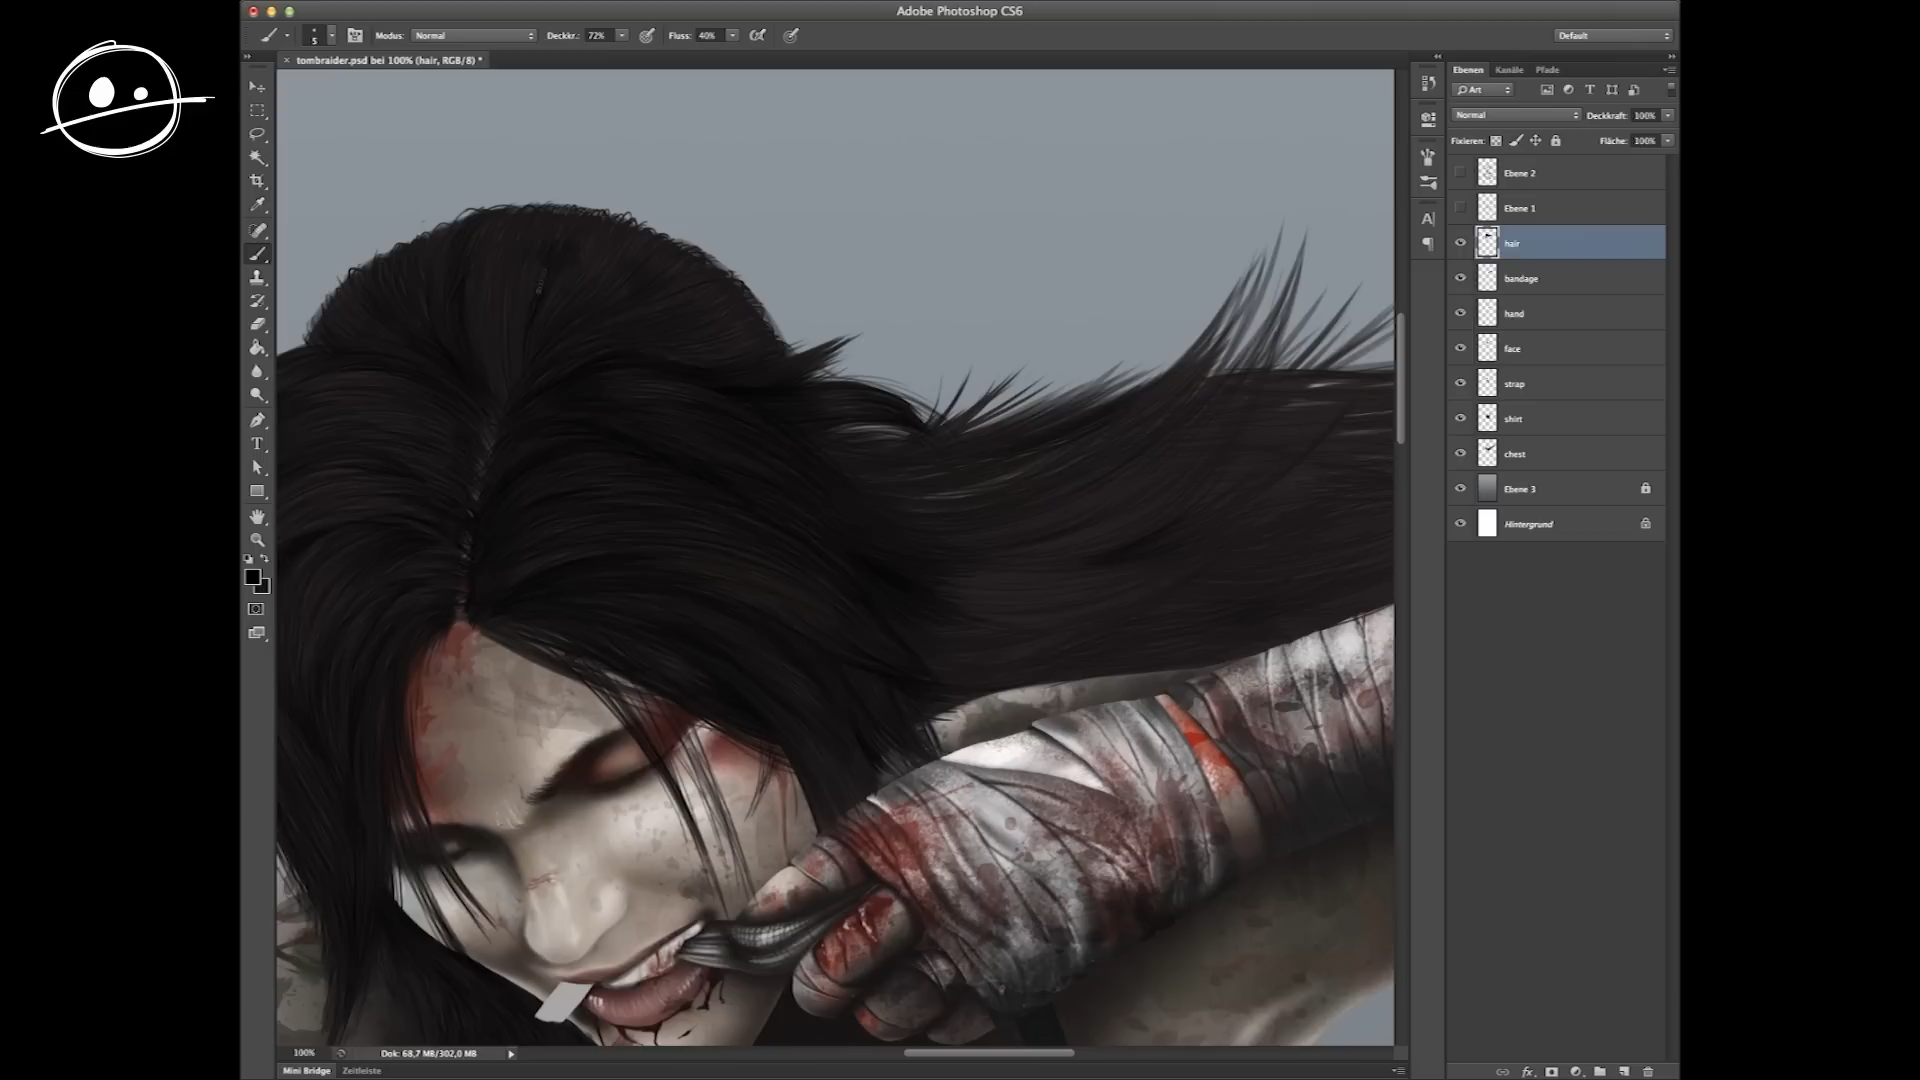 Adobe Photoshop CS6
5 Modus: Normal Deckkr.: 72% Fluss: 40% Default
× tombraider.psd bei 100% (hair, RGB/8) *
Ebenen Kanäle Pfade
Art
Normal Deckkraft: 100%
Fixieren: Fläche: 100%
Ebene 2
Ebene 1
hair
bandage
hand
face
strap
shirt
chest
Ebene 3
Hintergrund
100% Dok: 68,7 MB/302,0 MB
Mini Bridge Zeitleiste